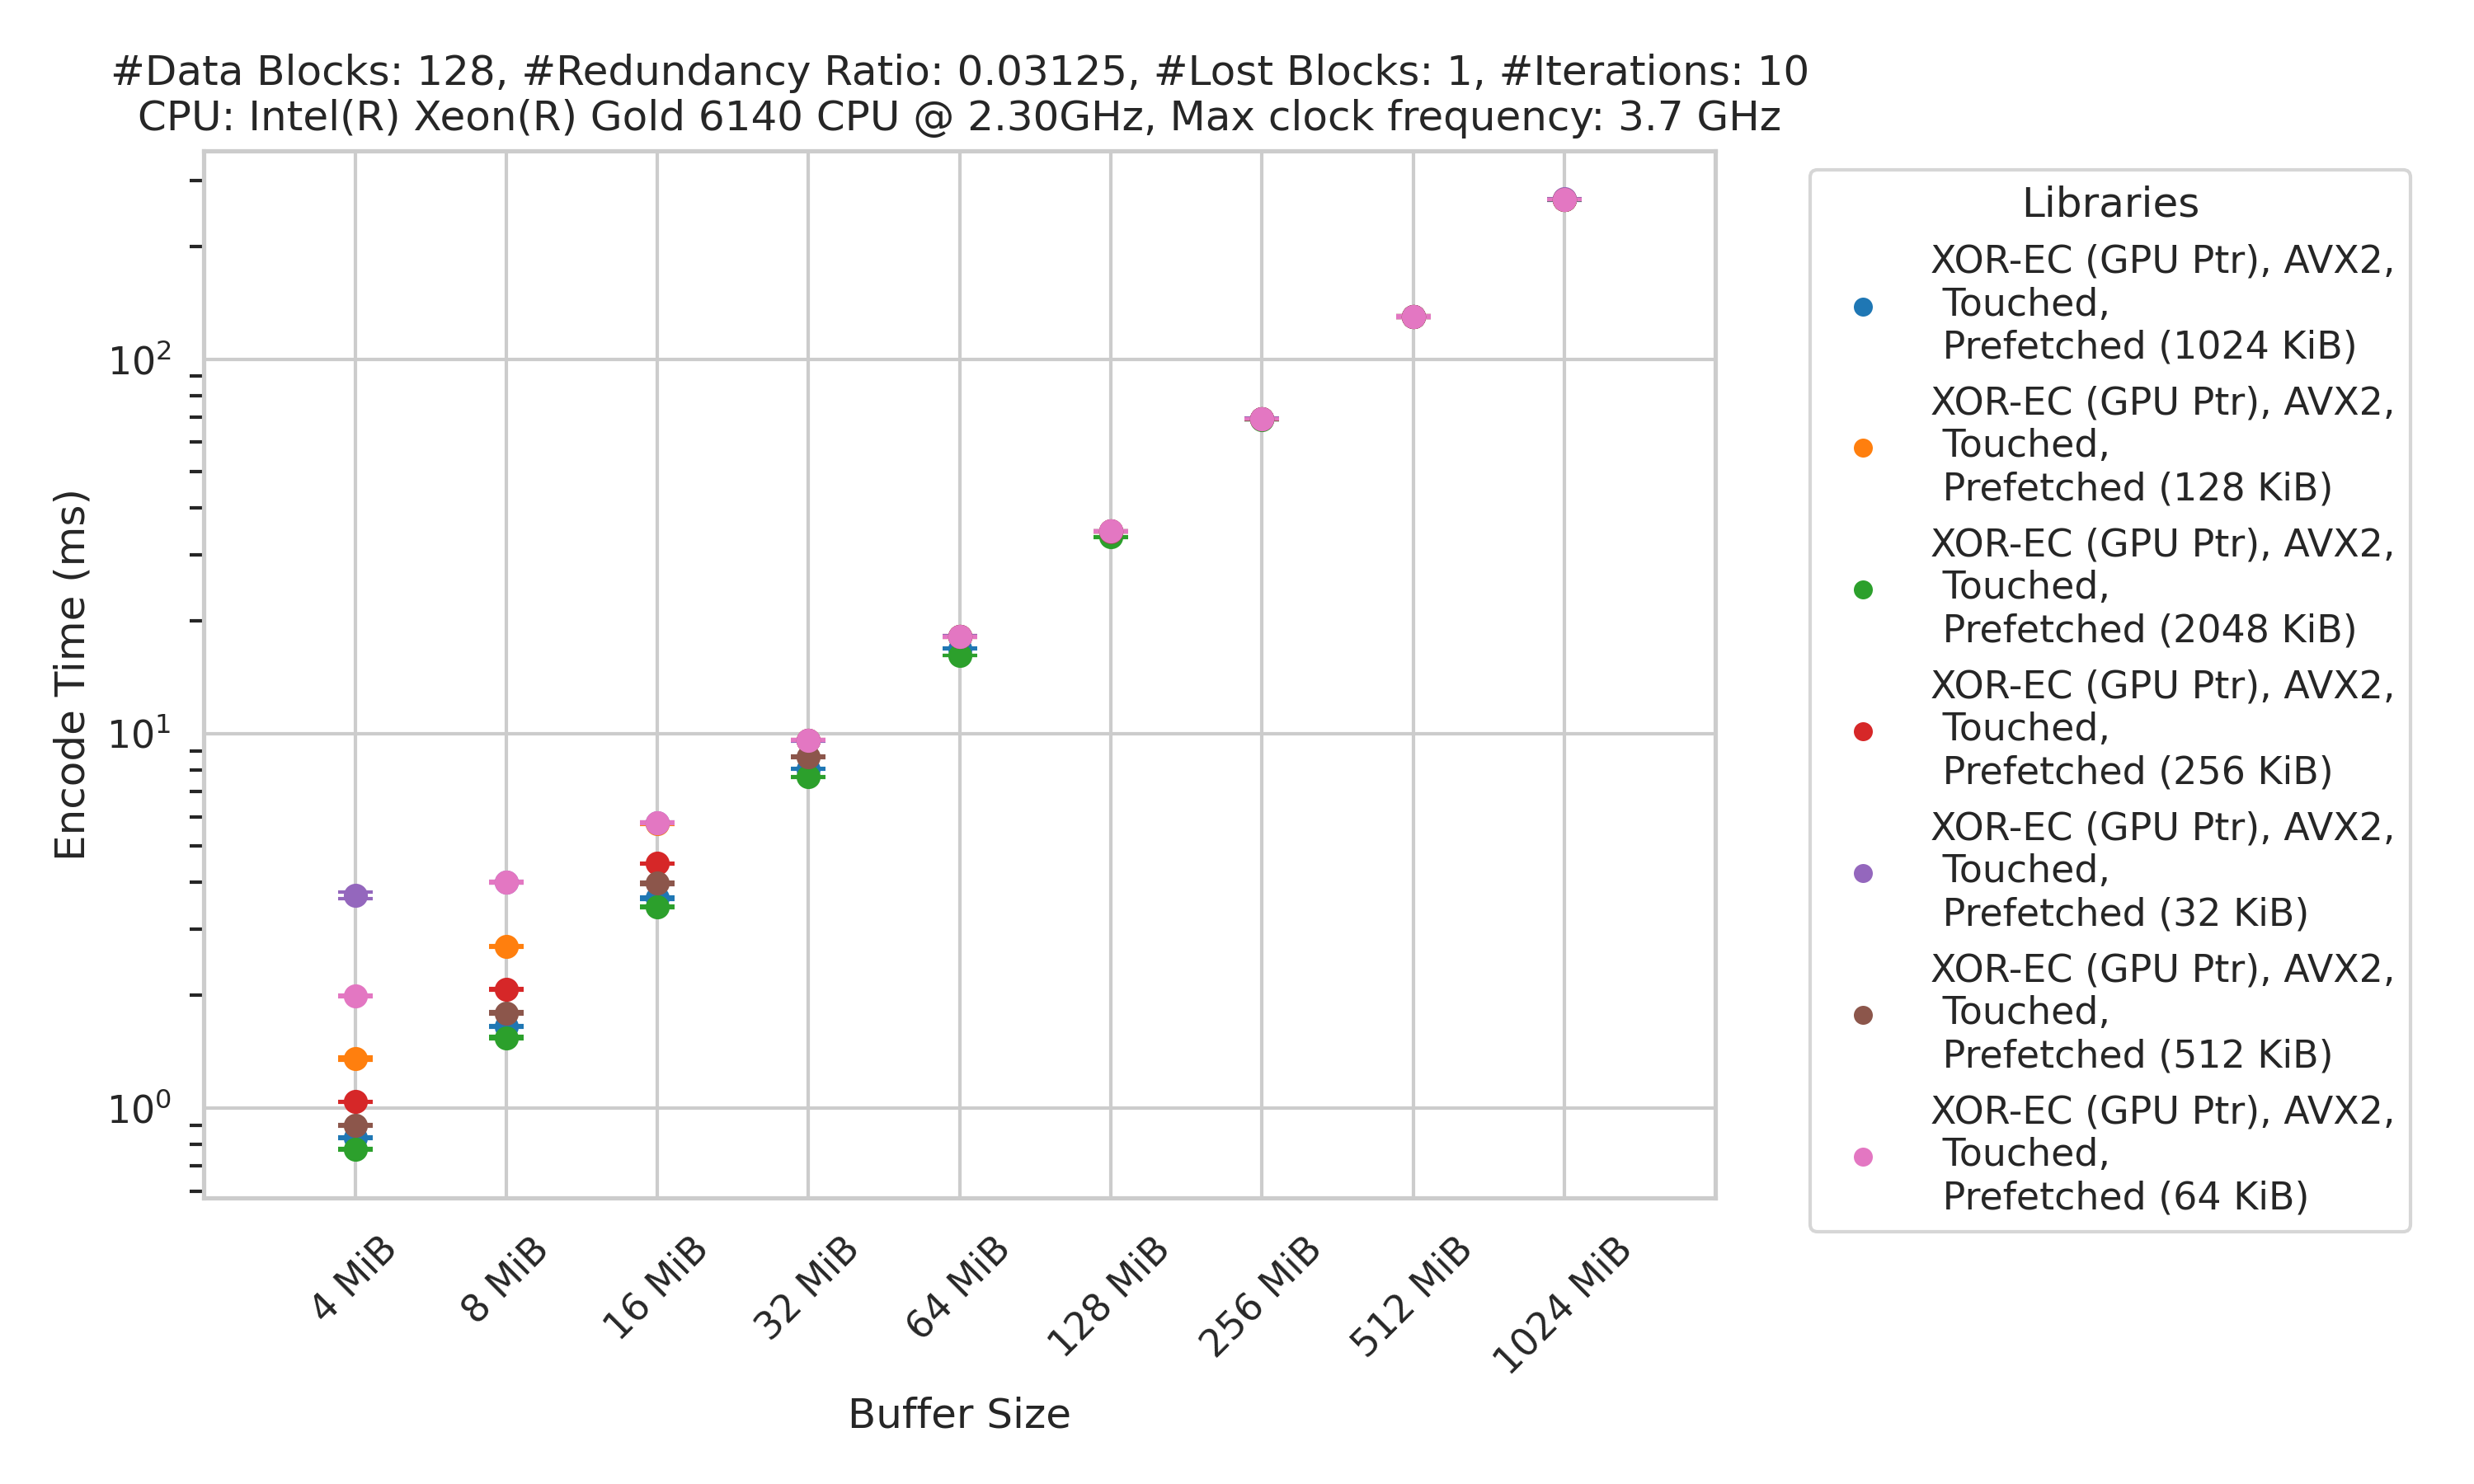 #Data Blocks: 128, #Redundancy Ratio: 0.03125, #Lost Blocks: 1, #Iterations: 10
CPU: Intel(R) Xeon(R) Gold 6140 CPU @ 2.30GHz, Max clock frequency: 3.7 GHz
Encode Time (ms)
10²
10¹
10⁰
4 MiB
8 MiB
16 MiB
32 MiB
64 MiB
128 MiB
256 MiB
512 MiB
1024 MiB
Buffer Size
Libraries
XOR-EC (GPU Ptr), AVX2,
Touched,
Prefetched (1024 KiB)
XOR-EC (GPU Ptr), AVX2,
Touched,
Prefetched (128 KiB)
XOR-EC (GPU Ptr), AVX2,
Touched,
Prefetched (2048 KiB)
XOR-EC (GPU Ptr), AVX2,
Touched,
Prefetched (256 KiB)
XOR-EC (GPU Ptr), AVX2,
Touched,
Prefetched (32 KiB)
XOR-EC (GPU Ptr), AVX2,
Touched,
Prefetched (512 KiB)
XOR-EC (GPU Ptr), AVX2,
Touched,
Prefetched (64 KiB)